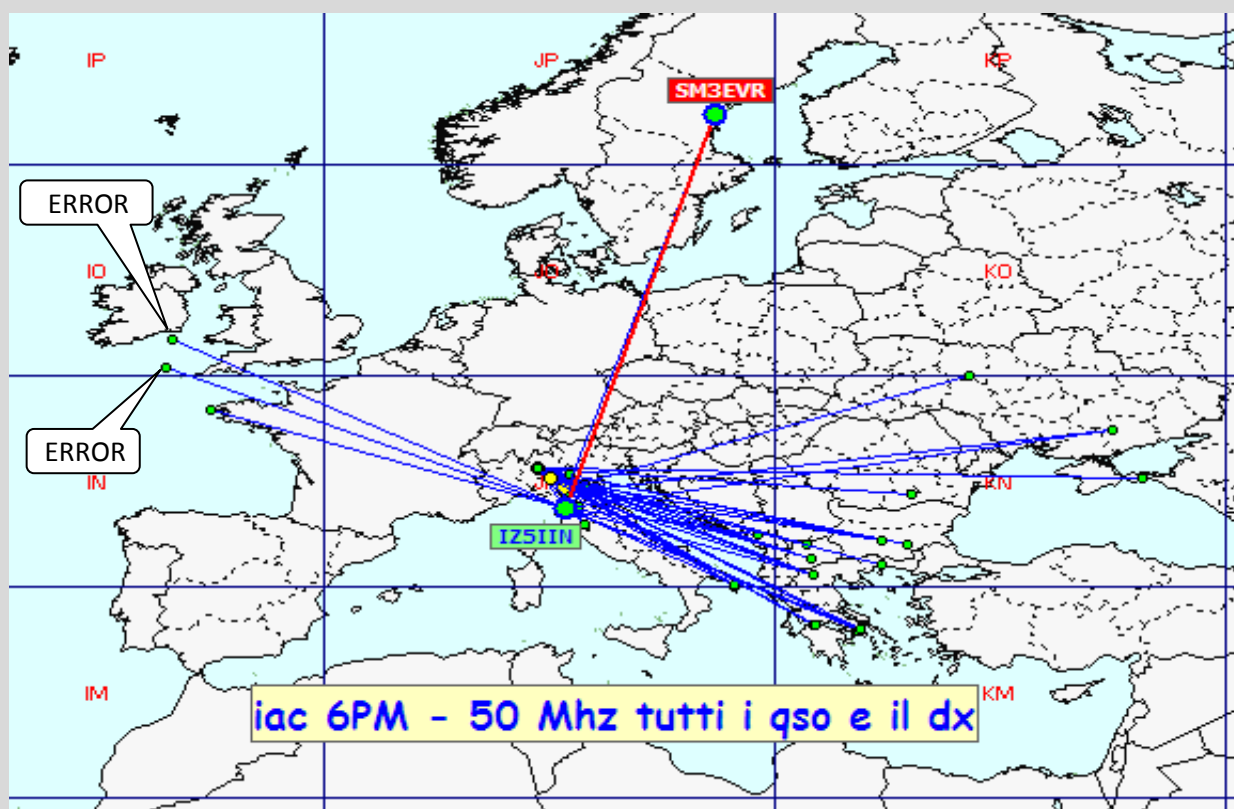 IP
JP
KP
SM3EVR
ERROR
IO
JO
KO
ERROR
IN
KN
IZ5IIN
IM
KM
iac 6PM - 50 Mhz tutti i qso e il dx